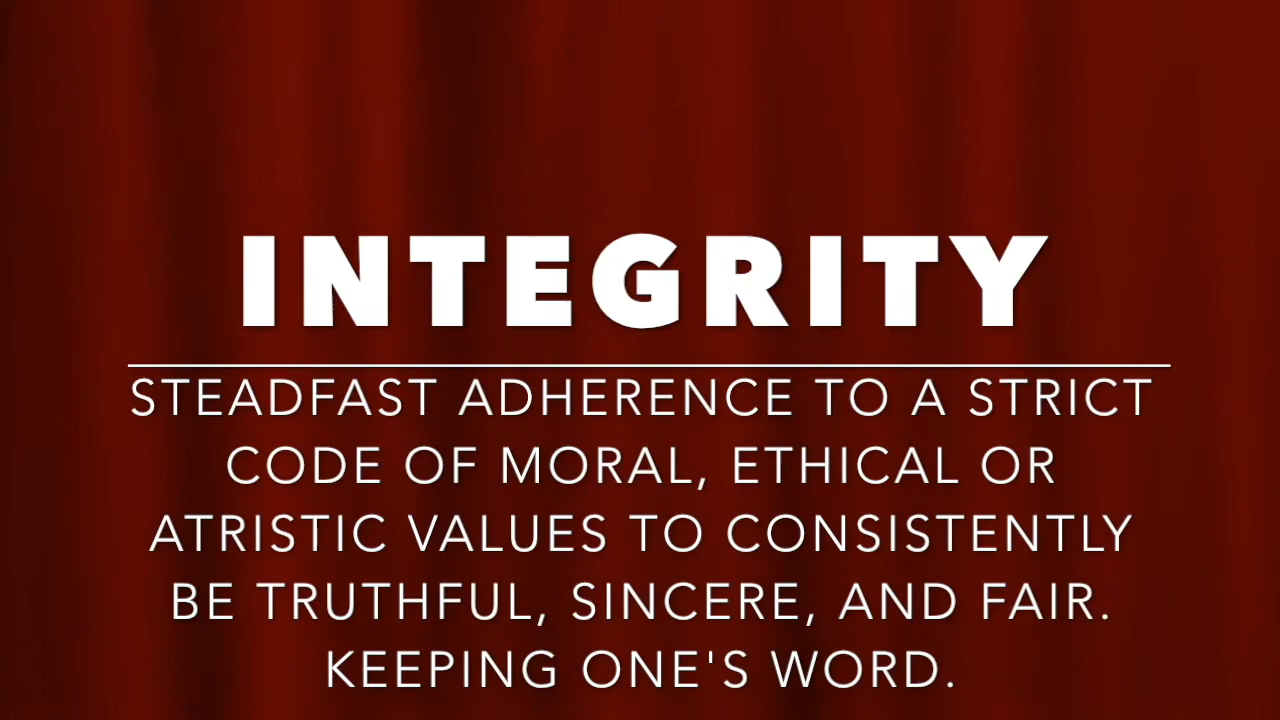 INTEGRITY
STEADFAST ADHERENCE TO A STRICT
CODE OF MORAL, ETHICAL OR
ATRISTIC VALUES TO CONSISTENTLY
BE TRUTHFUL, SINCERE, AND FAIR.
KEEPING ONE'S WORD.